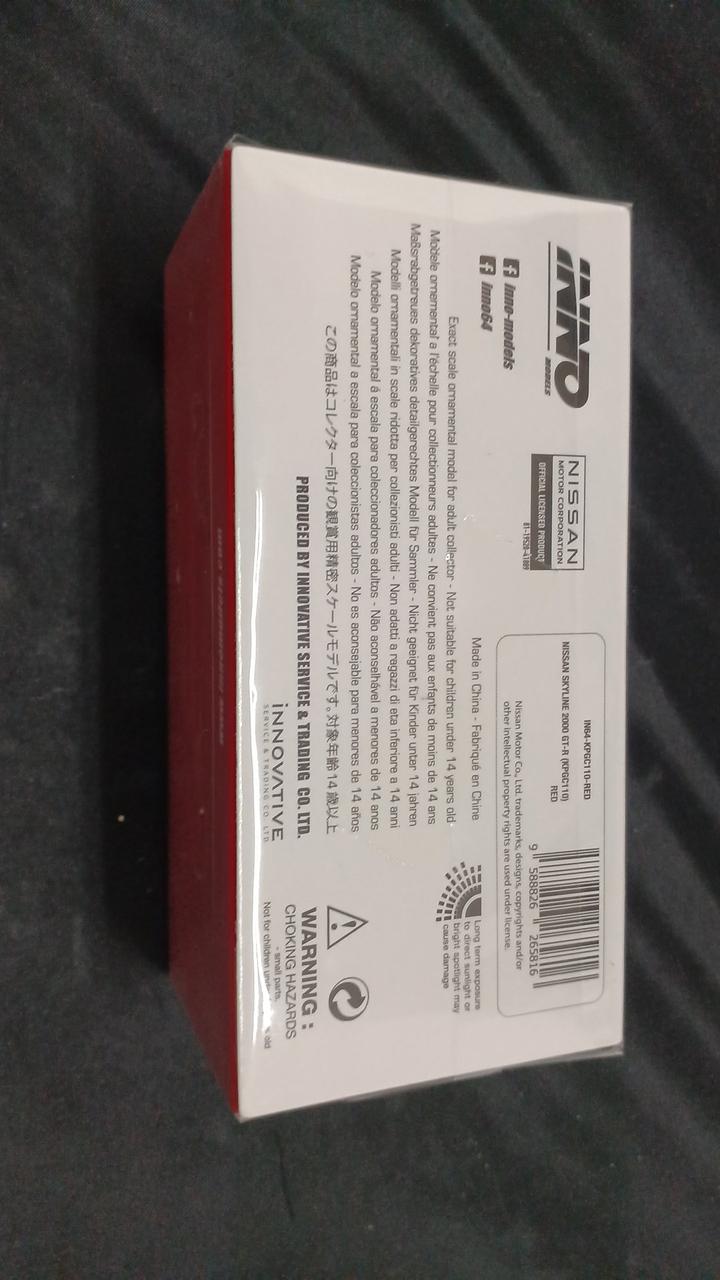 INNO
MODELS
inno-models
inno64
NISSAN
MOTOR CORPORATION
OFFICIAL LICENSED PRODUCT
IN64-KPGC110-RED
NISSAN SKYLINE 2000 GT-R (KPGC110)
RED
9 588826 265816
Nissan Motor Co., Ltd. trademarks, designs, copyrights and/or
other intellectual property rights are used under license.
Made in China - Fabriqué en Chine
Exact scale ornamental model for adult collector - Not suitable for children under 14 years old
Modèle ornemental a l'échelle pour collectionneurs adultes - Ne convient pas aux enfants de moins de 14 ans
Maßsrabgetreues dekoratives detailgerechtes Modell für Sammler - Nicht geeignet für Kinder untar 14 jahren
Modelli ornamentali in scale ridotta per collezionisti adulti - Non adatti a ragazzi di eta inferiore a 14 anni
Modelo ornamental á escala para coleccionadores adultos - Não aconselhável a menores de 14 anos
Modelo ornamental a escala para coleccionistas adultos - No es aconsejable para menores de 14 años
この商品はコレクター向けの観賞用精密スケールモデルです。対象年齢 14 歳以上
PRODUCED BY INNOVATIVE SERVICE & TRADING CO. LTD.
INNOVATIVE
SERVICE & TRADING CO. LTD
Long term exposure
to direct sunlight or
bright spotlight may
cause damage
WARNING :
CHOKING HAZARDS
- small parts.
Not for children old